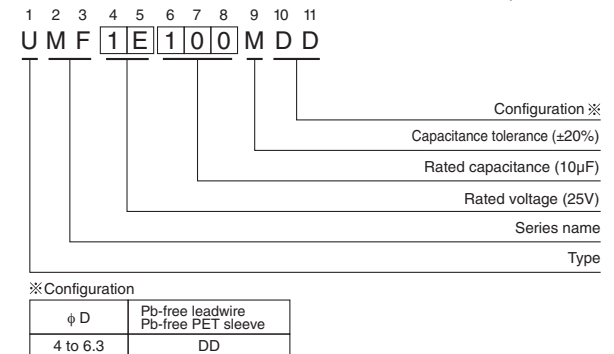 1 2 3 4 5 6 7 8 9 10 11
U M F 1 E 1 0 0 M D D
Configuration ※
Capacitance tolerance (±20%)
Rated capacitance (10µF)
Rated voltage (25V)
Series name
Type
※Configuration
ϕ D
Pb-free leadwire
Pb-free PET sleeve
4 to 6.3
DD